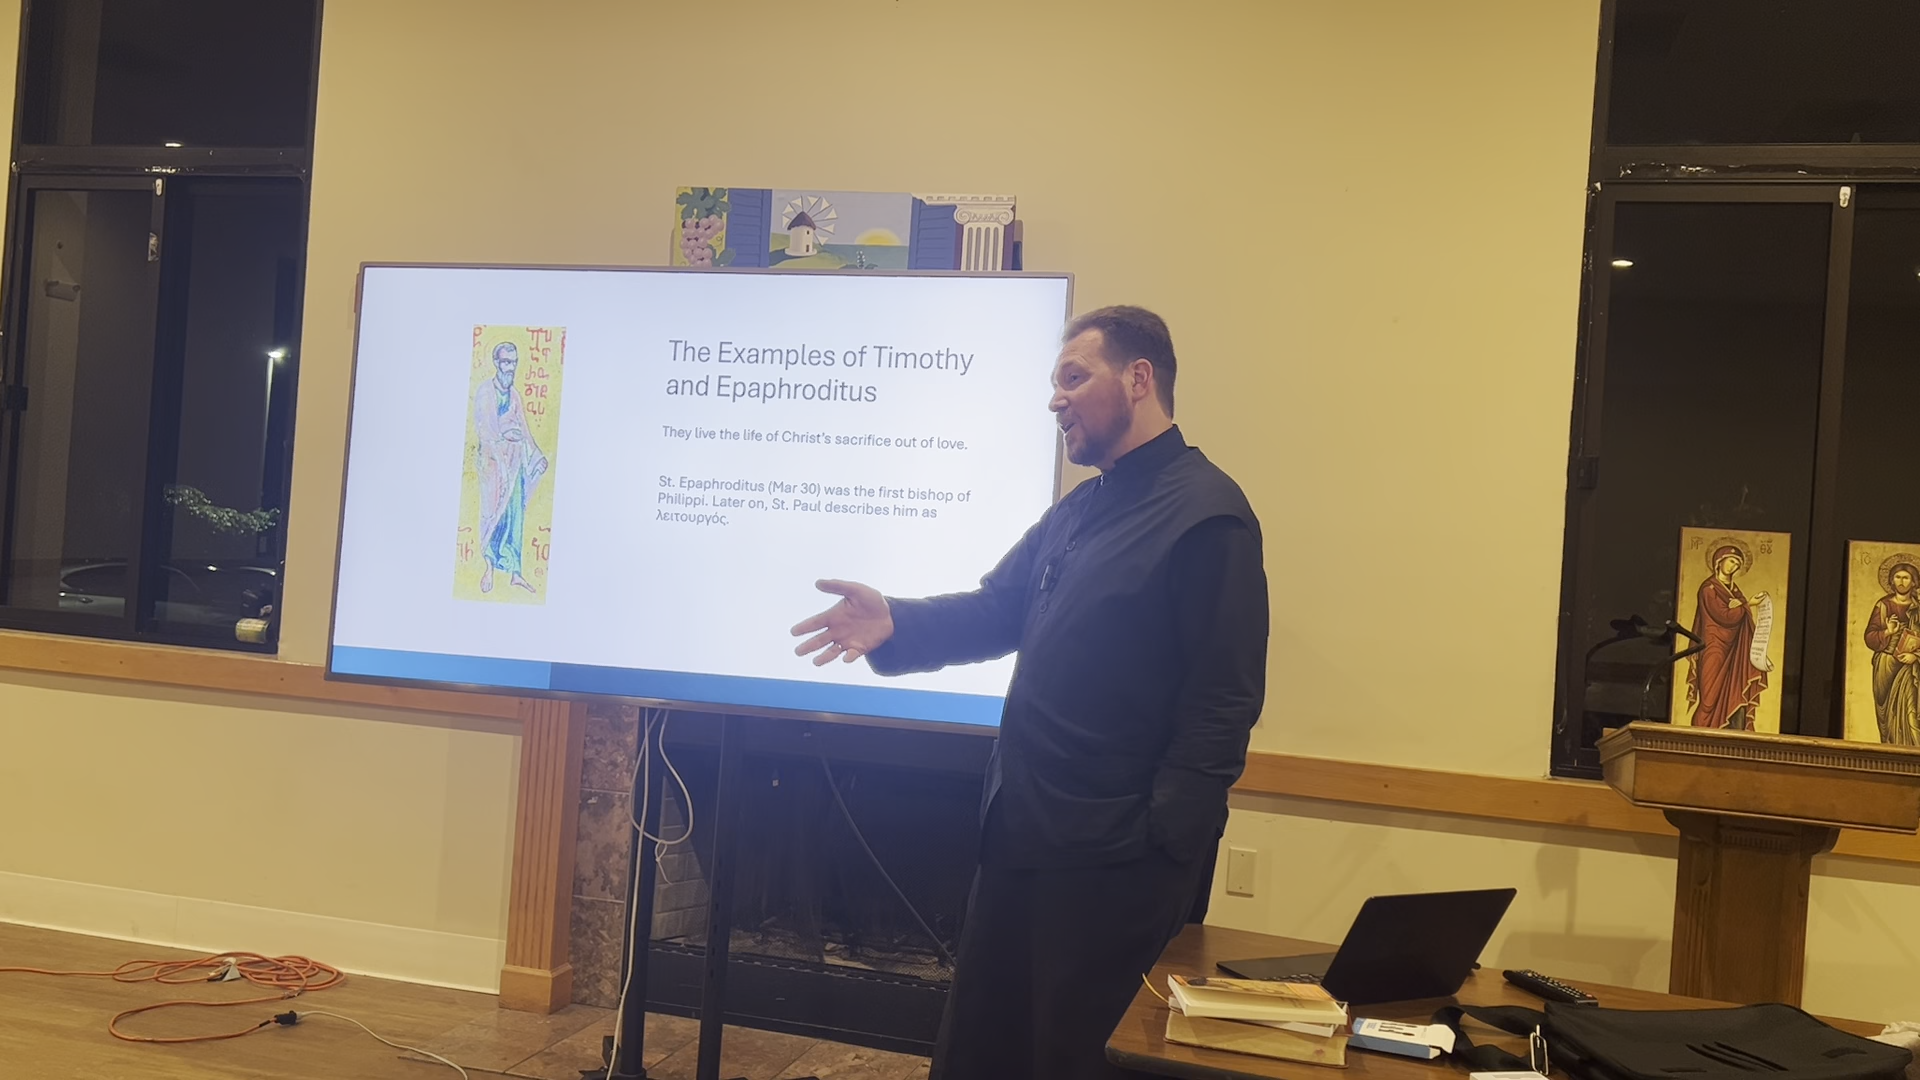 The Examples of Timothy
and Epaphroditus
They live the life of Christ's sacrifice out of love.
St. Epaphroditus (Mar 30) was the first bishop of
Philippi. Later on, St. Paul describes him as
λειτουργός.